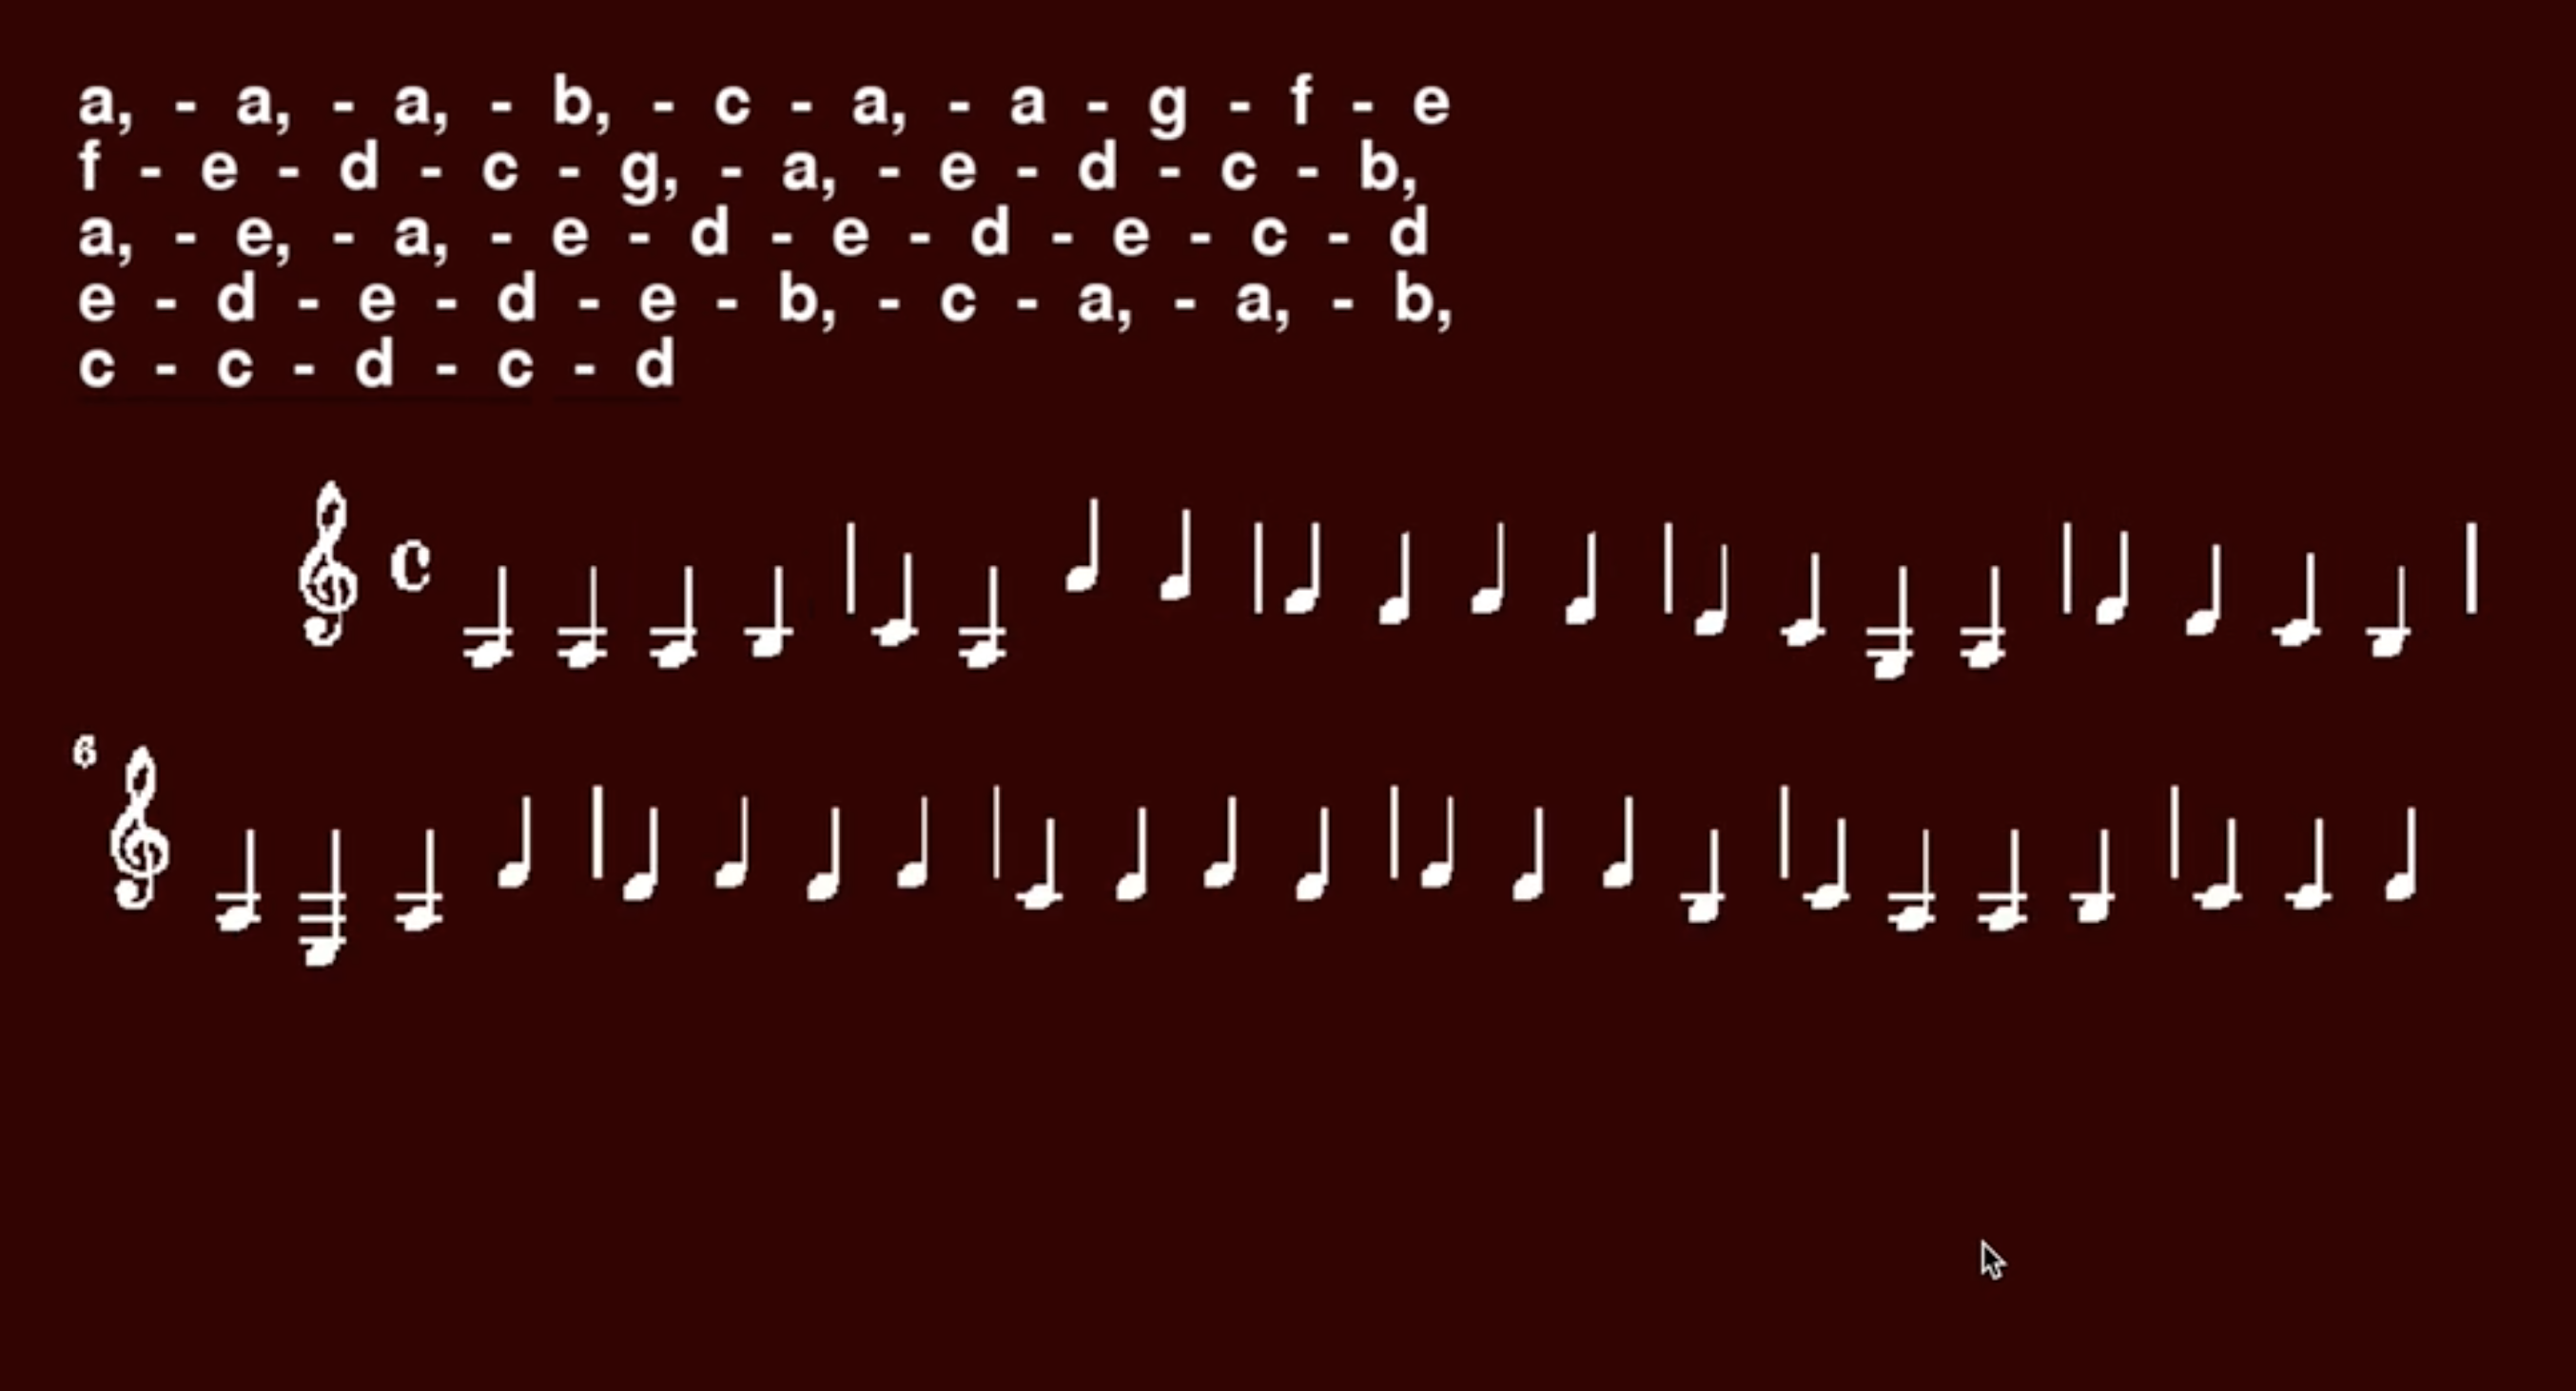 a, - a, - a, - b, - c - a, - a - g - f - e
f - e - d - c - g, - a, - e - d - c - b,
a, - e, - a, - e - d - e - d - e - c - d
e - d - e - d - e - b, - c - a, - a, - b,
c - c - d - c - d
6